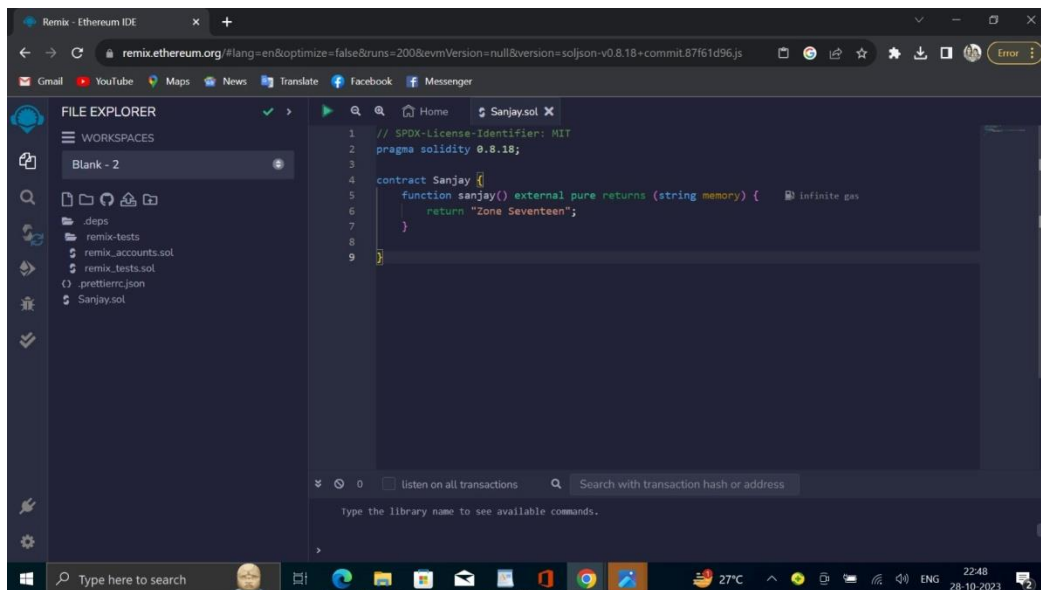 Remix - Ethereum IDE
remix.ethereum.org/#lang=en&optimize=false&runs=200&evmVersion=null&version=soljson-v0.8.18+commit.87f61d96.js
Error
Gmail YouTube Maps News Translate Facebook Messenger
FILE EXPLORER
WORKSPACES
Blank - 2
.deps
remix-tests
remix_accounts.sol
remix_tests.sol
.prettierrc.json
Sanjay.sol
Home Sanjay.sol
1 // SPDX-License-Identifier: MIT
2 pragma solidity 0.8.18;
3
4 contract Sanjay {
5 function sanjay() external pure returns (string memory) { infinite gas
6 return "Zone Seventeen";
7 }
8
9 }
0 listen on all transactions Search with transaction hash or address
Type the library name to see available commands.
>
Type here to search
27°C ENG 22:48
28-10-2023 2